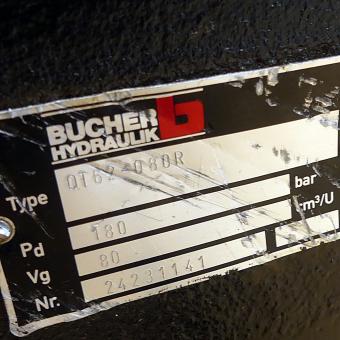 BUCHER
HYDRAULIK
Type QT62-080R
Pd 180 bar
Vg 80 cm³/U
Nr. 24231141